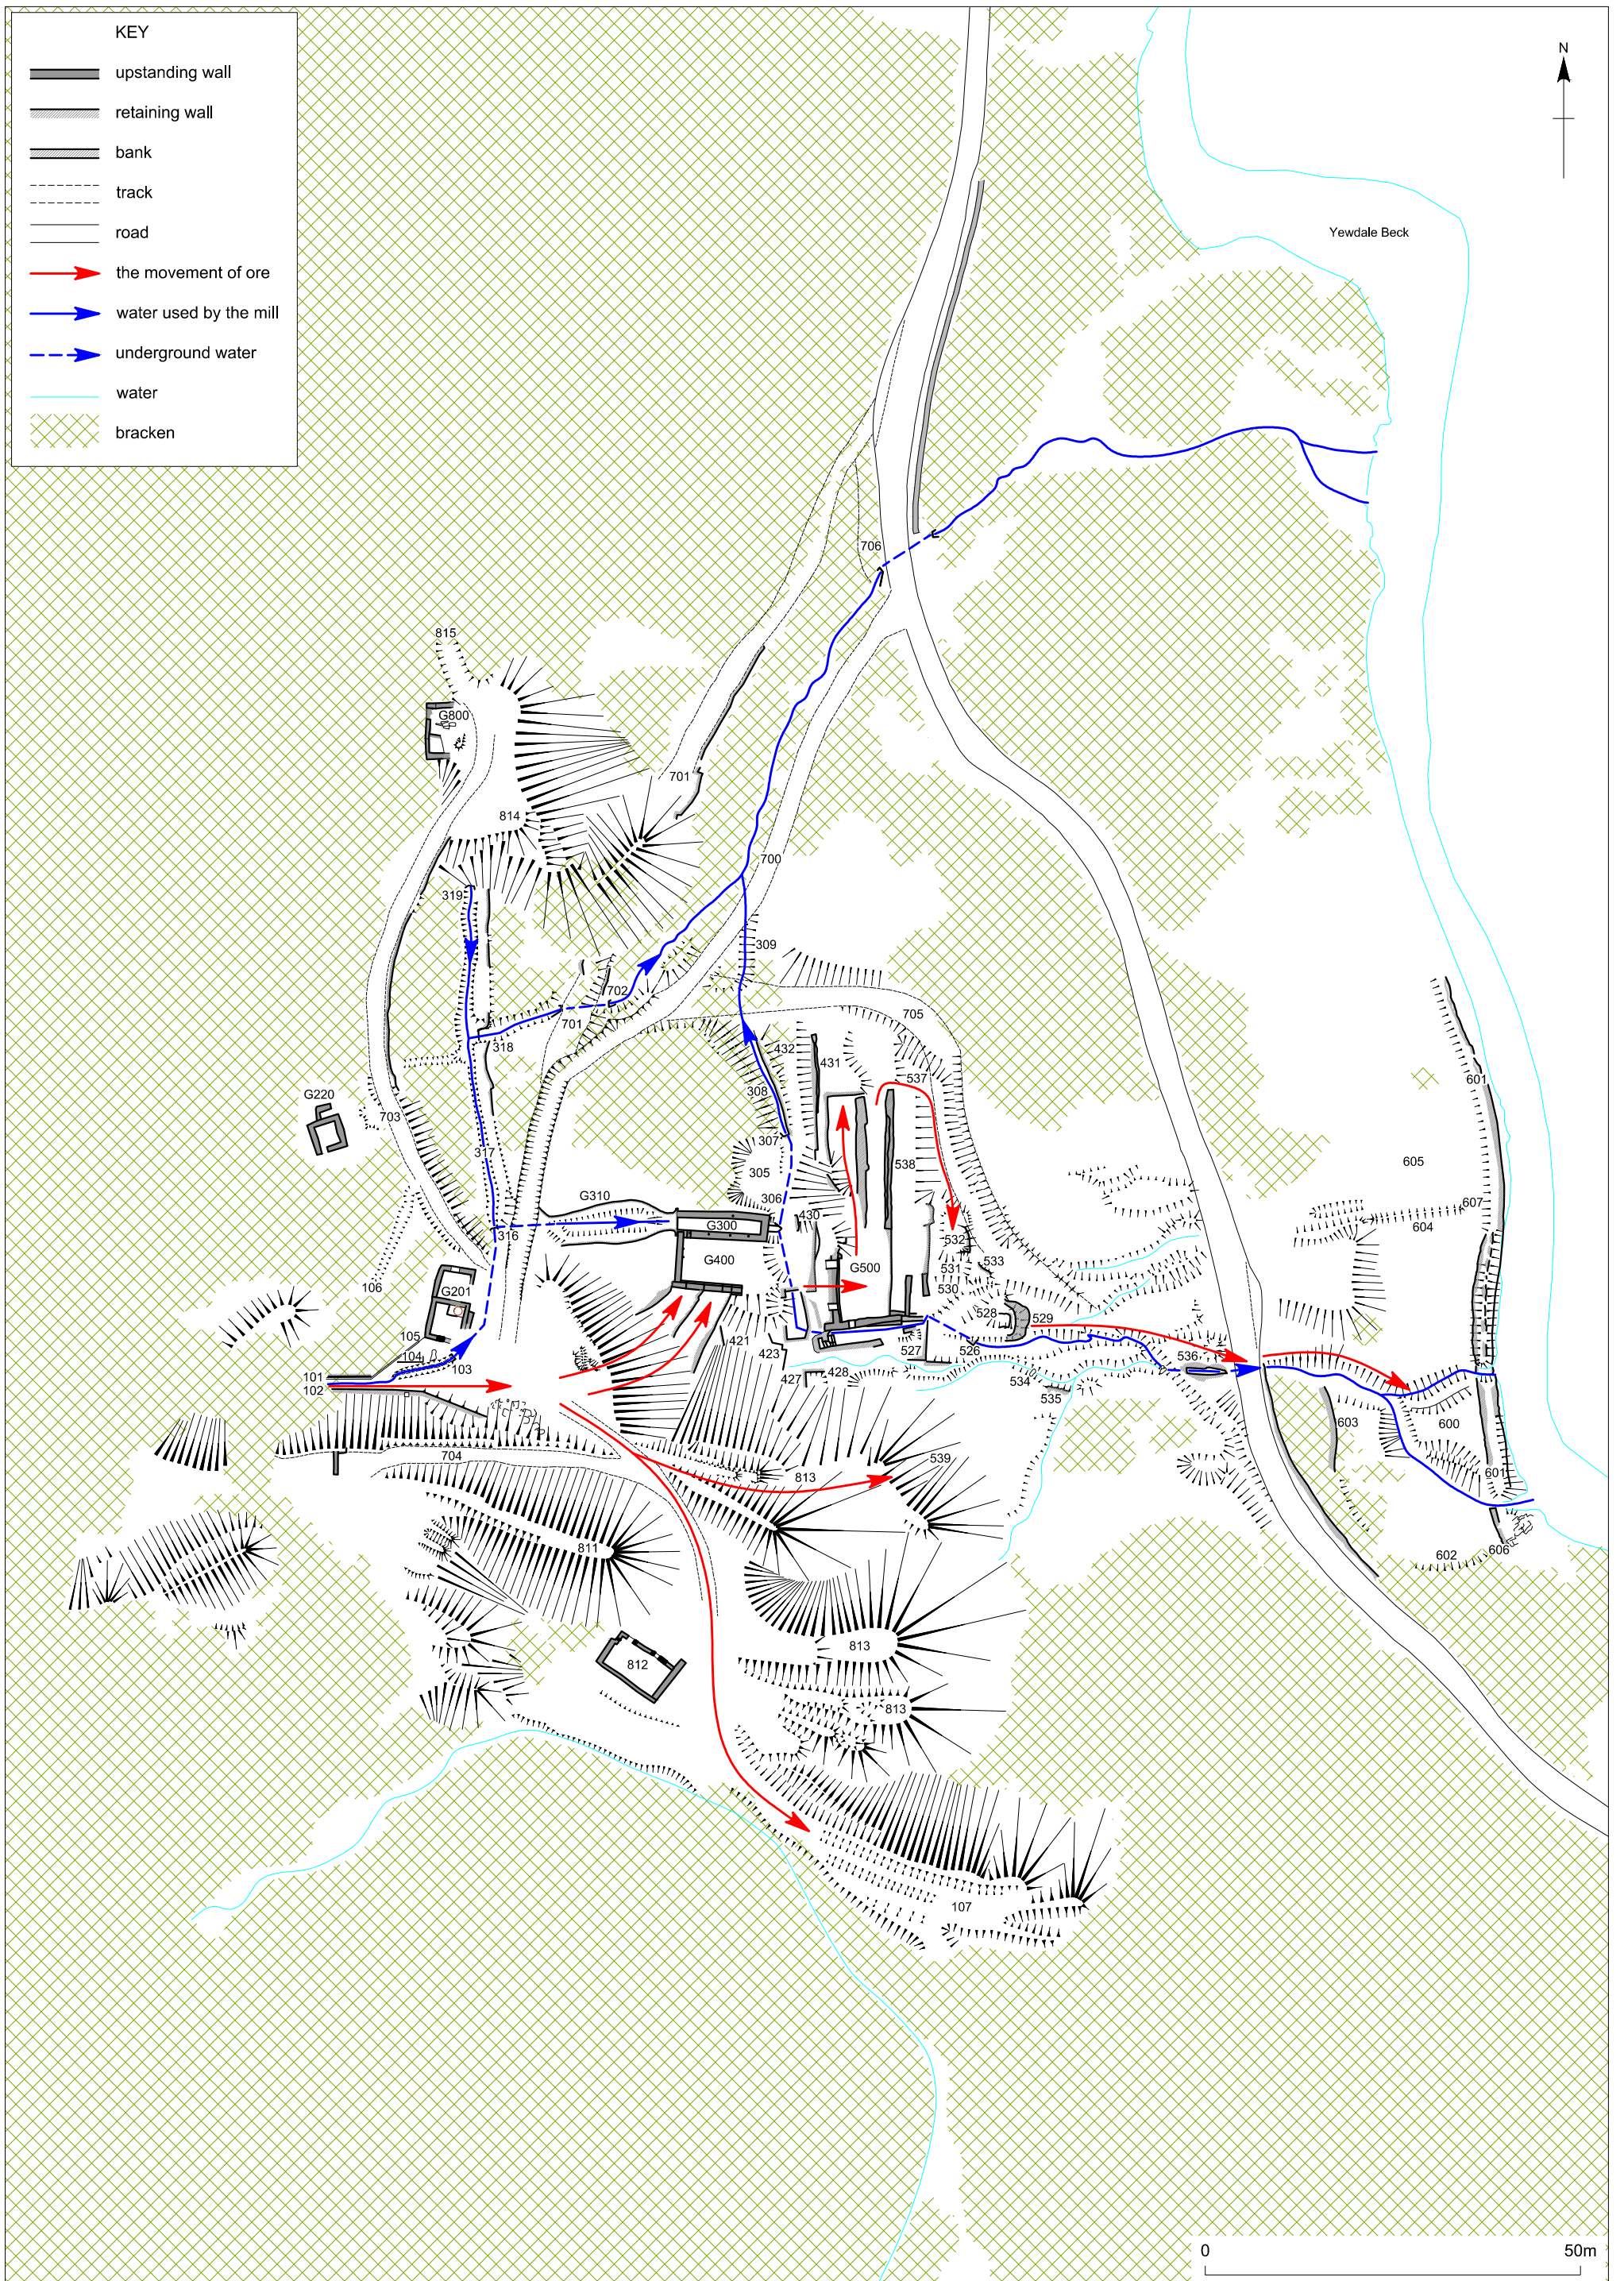 KEY
upstanding wall
retaining wall
bank
track
road
the movement of ore
water used by the mill
underground water
water
bracken
N
Yewdale Beck
706
815
G800
701
814
700
319
309
702
701
318
705
432
431
308
537
G220
703
601
307
317
305
538
605
306
G310
430
607
G300
604
316
532
G400
G500
533
531
106
G201
530
528
529
105
421
104
423
527
526
103
536
101
102
427
428
534
535
603
600
704
813
539
601
811
606
602
812
813
813
107
0
50m